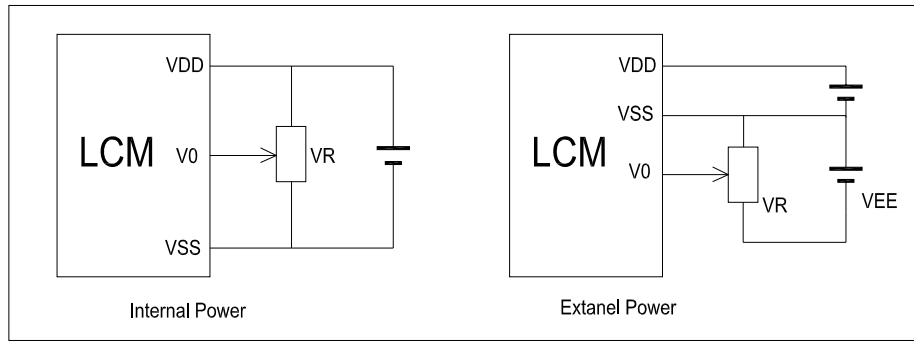 VDD
LCM
V0
VR
VSS
Internal Power
VDD
VSS
LCM
V0
VR
VEE
Extanel Power